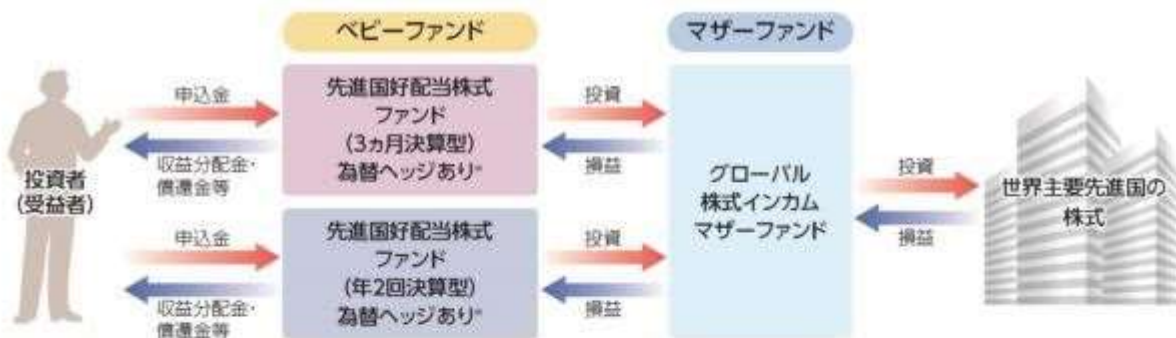 ベビーファンド
マザーファンド
投資者
(受益者)
申込金
収益分配金・
償還金等
先進国好配当株式
ファンド
(3ヵ月決算型)
為替ヘッジあり*
投資
損益
申込金
収益分配金・
償還金等
先進国好配当株式
ファンド
(年2回決算型)
為替ヘッジあり*
投資
損益
グローバル
株式インカム
マザーファンド
投資
損益
世界主要先進国の
株式